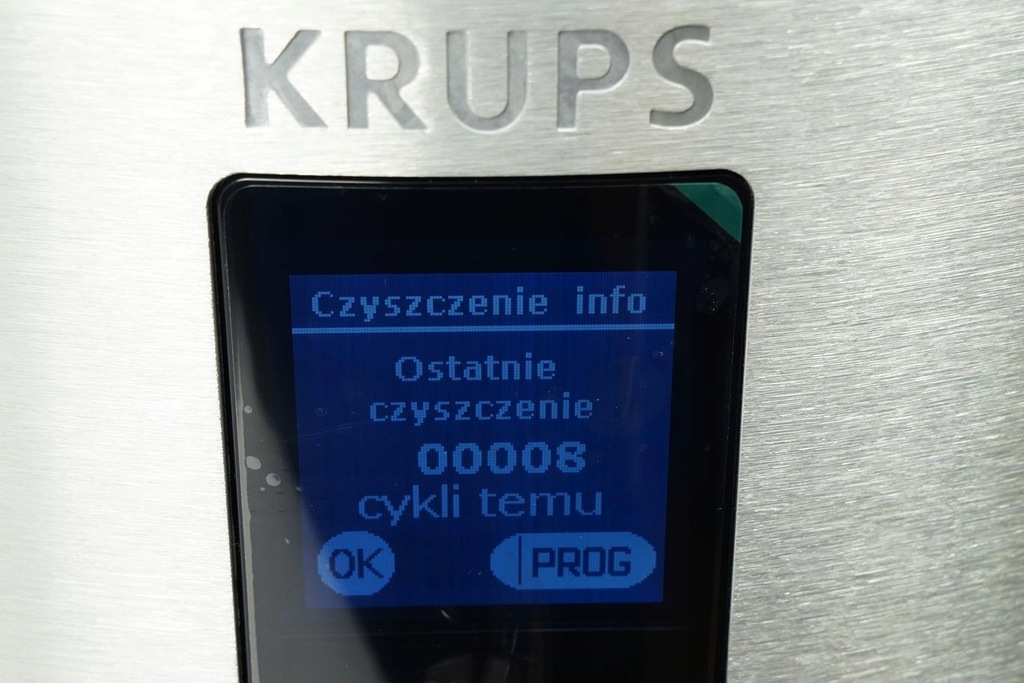 KRUPS
Czyszczenie info
Ostatnie
czyszczenie
00008
cykli temu
OK PROG